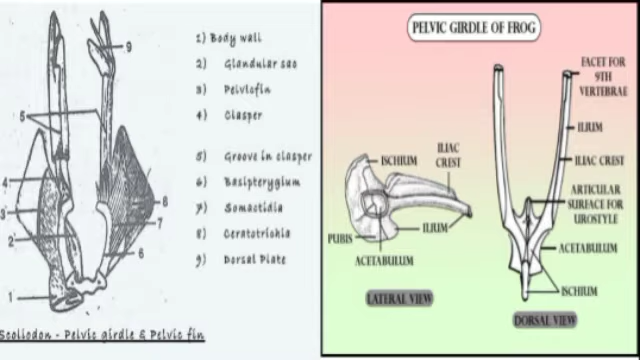 1) Body wall
2) Glandular sac
3) Pelvicfin
4) Clasper
5) Groove in clasper
6) Basipterygium
7) Somactidia
8) Ceratotrichia
9) Dorsal Plate
9
5
4
3
2
1
8
7
6
Scoliodon - Pelvic girdle & Pelvic fin
PELVIC GIRDLE OF FROG
ISCHIUM
ILIAC
CREST
PUBIS
ILIUM
ACETABULUM
LATERAL VIEW
FACET FOR
9TH
VERTEBRAE
ILIUM
ILIAC CREST
ARTICULAR
SURFACE FOR
UROSTYLE
ACETABULUM
ISCHIUM
DORSAL VIEW